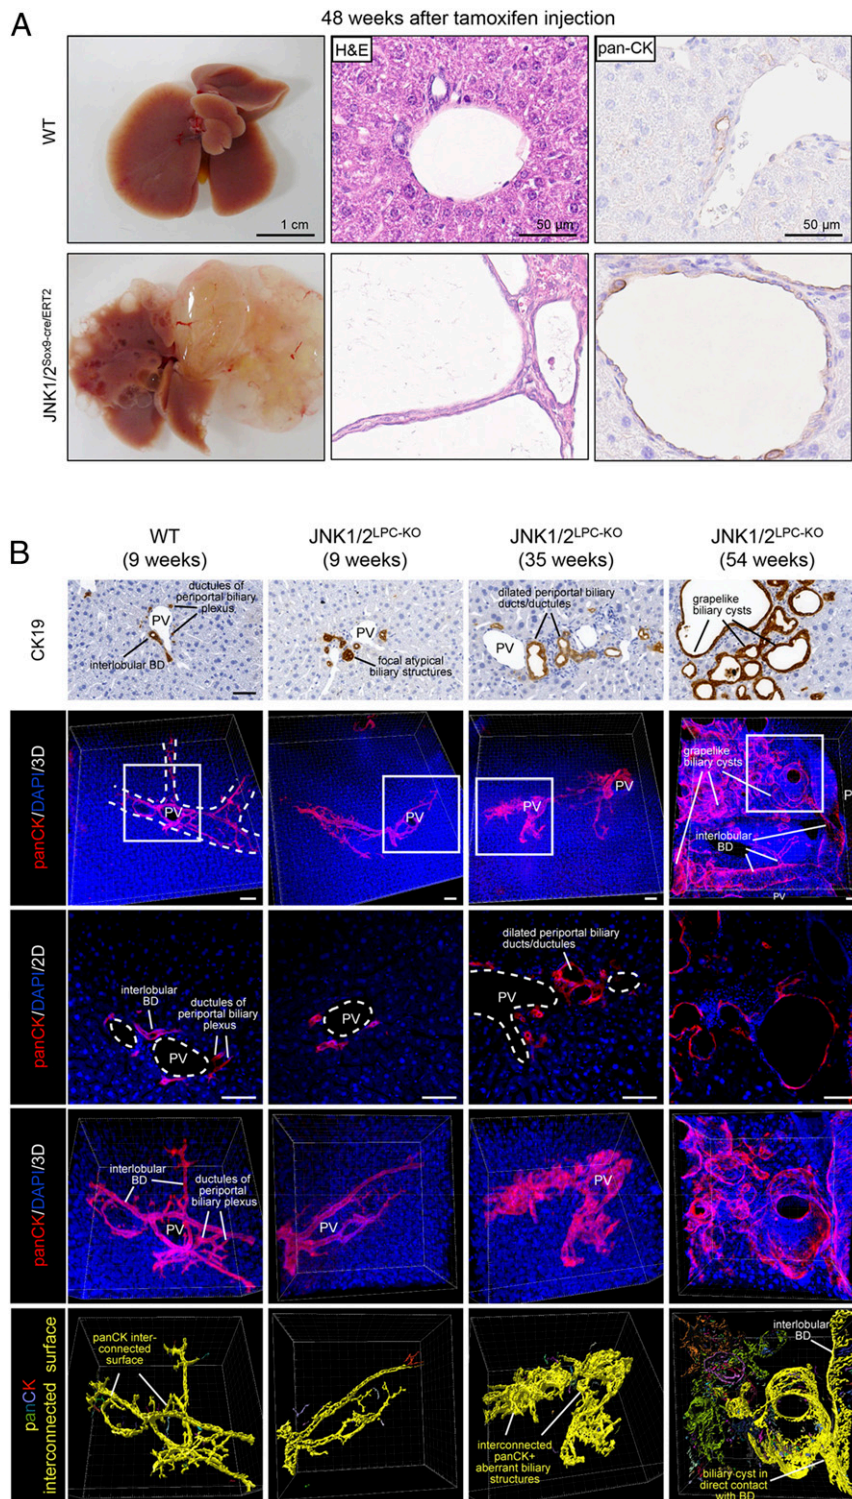 A
48 weeks after tamoxifen injection
WT
H&E
pan-CK
1 cm
50 µm
50 µm
JNK1/2Sox9-cre/ERT2
B
WT
(9 weeks)
JNK1/2LPC-KO
(9 weeks)
JNK1/2LPC-KO
(35 weeks)
JNK1/2LPC-KO
(54 weeks)
CK19
ductules of
periportal biliary
plexus
PV
interlobular BD
PV
focal atypical
biliary structures
dilated periportal biliary
ducts/ductules
PV
grapelike
biliary cysts
panCK/DAPI/3D
PV
PV
PV
PV
grapelike
biliary cysts
P
interlobular
BD
PV
panCK/DAPI/2D
interlobular
BD
ductules of
periportal biliary
plexus
PV
PV
dilated periportal biliary
ducts/ductules
PV
panCK/DAPI/3D
interlobular
BD
ductules of
periportal
biliary plexus
PV
PV
PV
panCK
interconnected surface
panCK inter-
connected surface
interconnected
panCK+
aberrant biliary
structures
interlobular
BD
biliary cyst in
direct contact
with BD